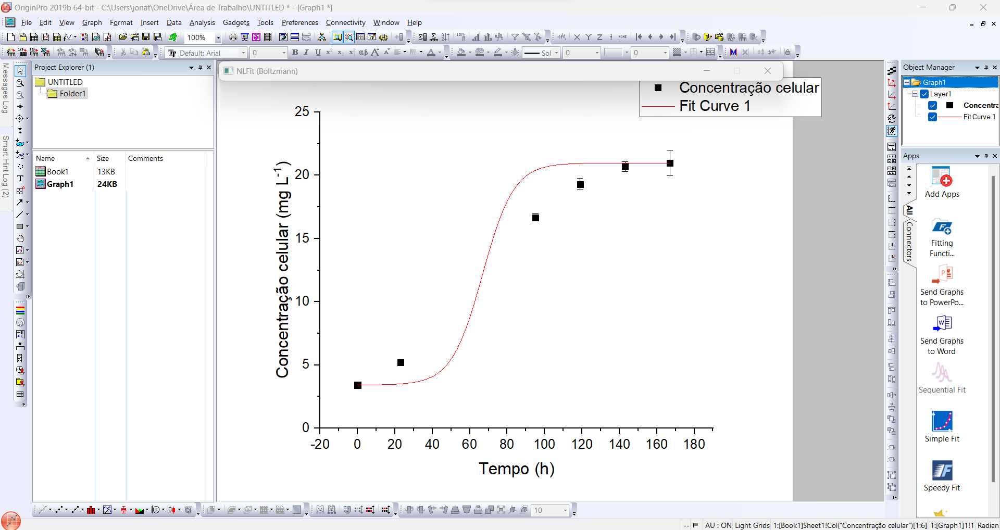 OriginPro 2019b 64-bit - C:\Users\jonat\OneDrive\Área de Trabalho\UNTITLED * - [Graph1 *]
File Edit View Graph Format Insert Data Analysis Gadgets Tools Preferences Connectivity Window Help
100%
Default: Arial 0 B I U αβ A A A Sol 0 0
Messages Log
Smart Hint Log (2)
Project Explorer (1)
UNTITLED
Folder1
Name Size Comments
Book1 13KB
Graph1 24KB
NLFit (Boltzmann)
Concentração celular
Fit Curve 1
Concentração celular (mg L-1)
25
20
15
10
5
0
-20 0 20 40 60 80 100 120 140 160 180
Tempo (h)
Object Manager
Graph1
Layer1
Concentra
Fit Curve 1
Apps
All
Connectors
Add Apps
Fitting
Functi...
Send Graphs
to PowerPo...
Send Graphs
to Word
Sequential Fit
Simple Fit
Speedy Fit
10
-- AU : ON Light Grids 1:[Book1]Sheet1!Col("Concentração celular")[1:6] 1:[Graph1]1!1 Radian